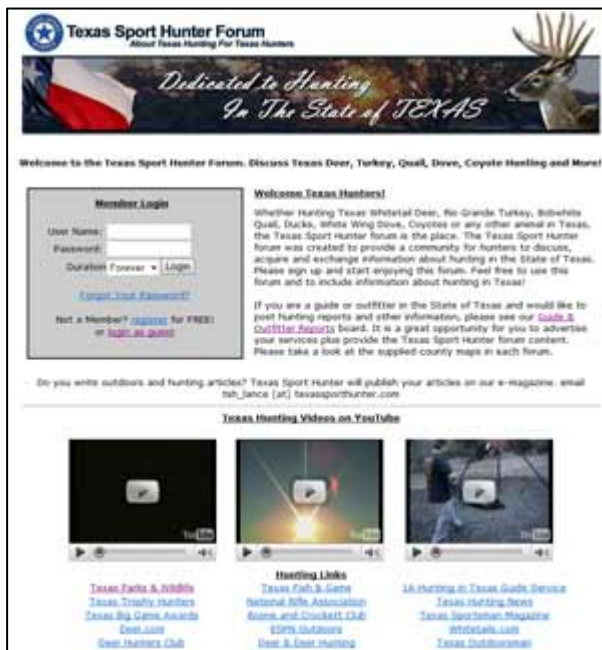 Texas Sport Hunter Forum
About Texas Hunting For Texas Hunters
Dedicated to Hunting
In The State of TEXAS
Welcome to the Texas Sport Hunter Forum. Discuss Texas Deer, Turkey, Quail, Dove, Coyote Hunting and More!
Member Login
User Name:
Password:
Duration Forever Login
Forgot Your Password?
Not a Member? register for FREE!
or login as guest
Welcome Texas Hunters!
Whether Hunting Texas Whitetail Deer, Rio Grande Turkey, Bobwhite
Quail, Ducks, White Wing Dove, Coyotes or any other animal in Texas,
the Texas Sport Hunter forum is the place. The Texas Sport Hunter
forum was created to provide a community for hunters to discuss,
acquire and exchange information about hunting in the State of Texas.
Please sign up and start enjoying this forum. Feel free to use this
forum and to include information about hunting in Texas!
If you are a guide or outfitter in the State of Texas and would like to
post hunting reports and other information, please see our Guide &
Outfitter Reports board. It is a great opportunity for you to advertise
your services plus provide the Texas Sport Hunter forum content.
Please take a look at the supplied county maps in each forum.
Do you write outdoors and hunting articles? Texas Sport Hunter will publish your articles on our e-magazine. email
tsh_lance (at) texassporthunter.com
Texas Hunting Videos on YouTube
YouTube
YouTube
YouTube
Hunting Links
Texas Parks & Wildlife
Texas Trophy Hunters
Texas Big Game Awards
Deer.com
Deer Hunters Club
Texas Fish & Game
National Rifle Association
Boone and Crockett Club
ESPN Outdoors
Deer & Deer Hunting
1A Hunting in Texas Guide Service
Texas Hunting News
Texas Sportsman Magazine
Whitetails.com
Texas Outdoorsman